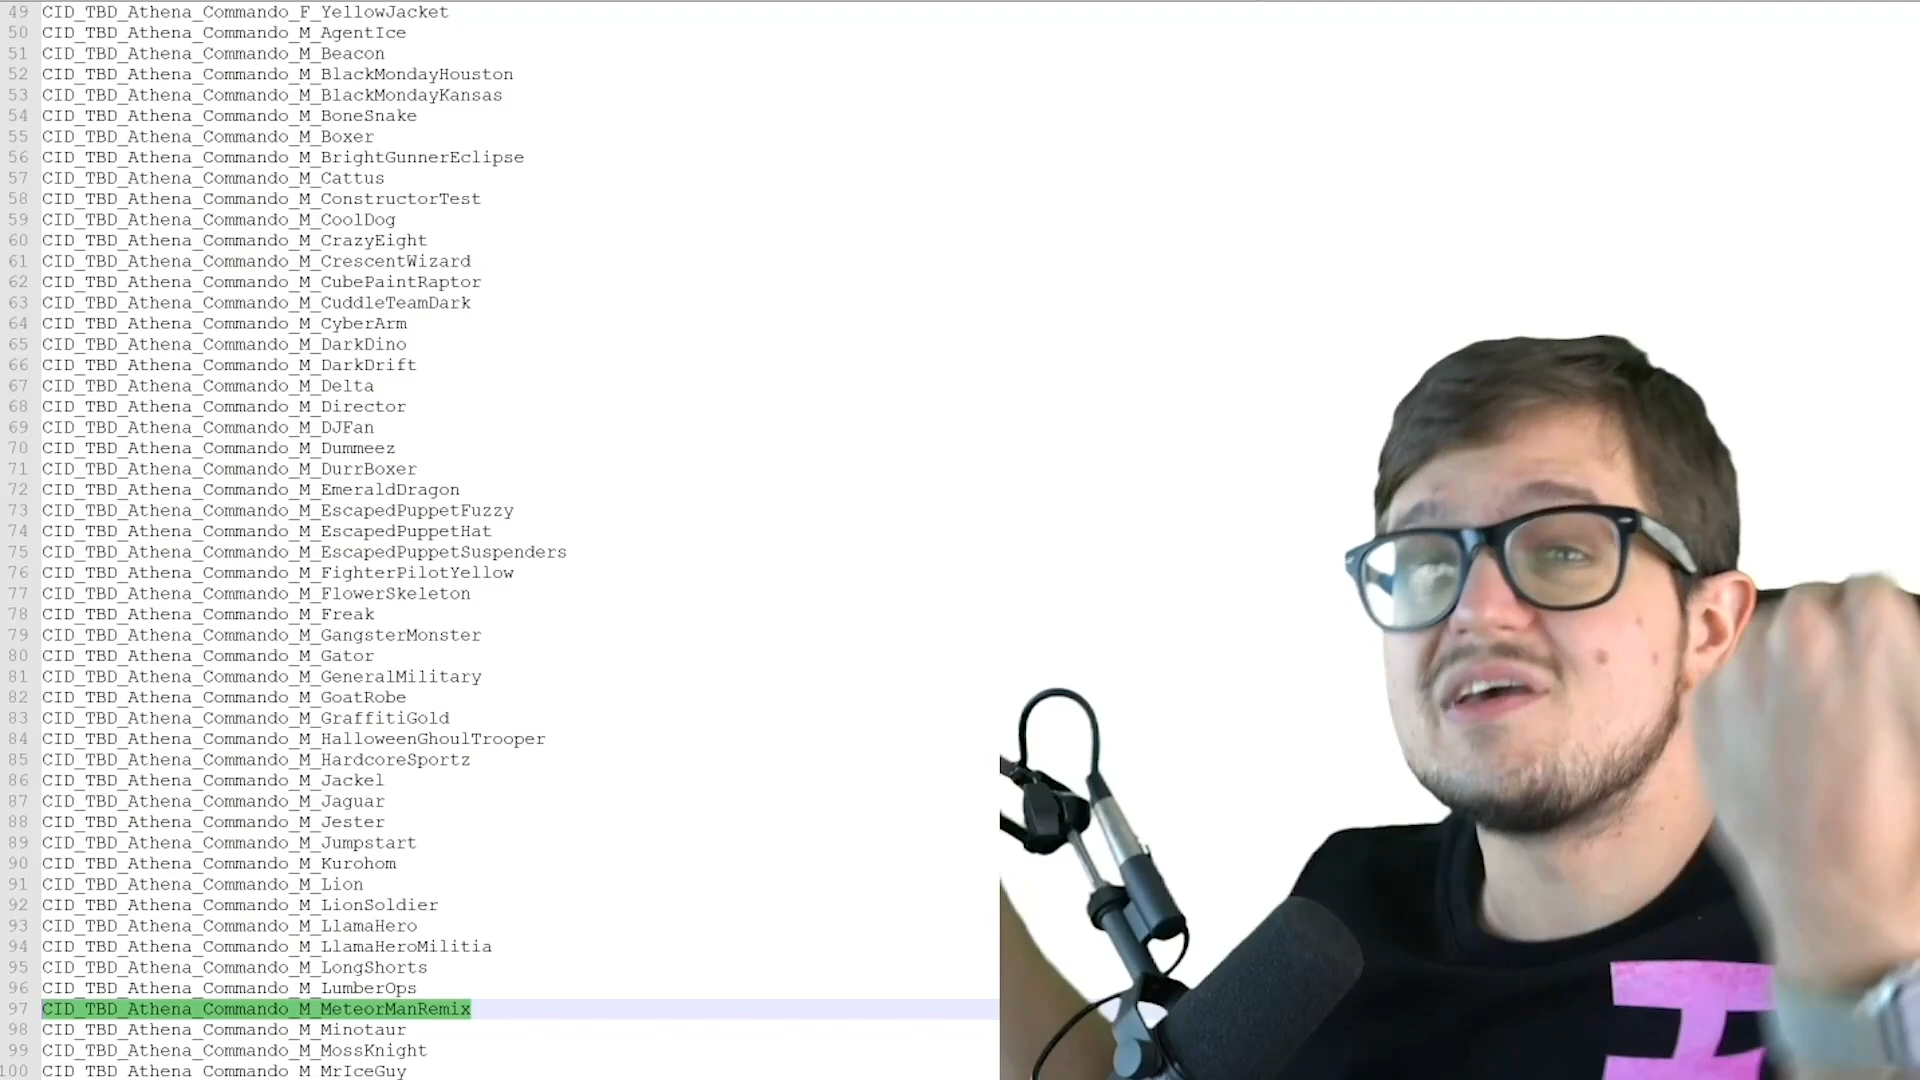 49 CID_TBD_Athena_Commando_F_YellowJacket
50 CID_TBD_Athena_Commando_M_AgentIce
51 CID_TBD_Athena_Commando_M_Beacon
52 CID_TBD_Athena_Commando_M_BlackMondayHouston
53 CID_TBD_Athena_Commando_M_BlackMondayKansas
54 CID_TBD_Athena_Commando_M_BoneSnake
55 CID_TBD_Athena_Commando_M_Boxer
56 CID_TBD_Athena_Commando_M_BrightGunnerEclipse
57 CID_TBD_Athena_Commando_M_Cattus
58 CID_TBD_Athena_Commando_M_ConstructorTest
59 CID_TBD_Athena_Commando_M_CoolDog
60 CID_TBD_Athena_Commando_M_CrazyEight
61 CID_TBD_Athena_Commando_M_CrescentWizard
62 CID_TBD_Athena_Commando_M_CubePaintRaptor
63 CID_TBD_Athena_Commando_M_CuddleTeamDark
64 CID_TBD_Athena_Commando_M_CyberArm
65 CID_TBD_Athena_Commando_M_DarkDino
66 CID_TBD_Athena_Commando_M_DarkDrift
67 CID_TBD_Athena_Commando_M_Delta
68 CID_TBD_Athena_Commando_M_Director
69 CID_TBD_Athena_Commando_M_DJFan
70 CID_TBD_Athena_Commando_M_Dummeez
71 CID_TBD_Athena_Commando_M_DurrBoxer
72 CID_TBD_Athena_Commando_M_EmeraldDragon
73 CID_TBD_Athena_Commando_M_EscapedPuppetFuzzy
74 CID_TBD_Athena_Commando_M_EscapedPuppetHat
75 CID_TBD_Athena_Commando_M_EscapedPuppetSuspenders
76 CID_TBD_Athena_Commando_M_FighterPilotYellow
77 CID_TBD_Athena_Commando_M_FlowerSkeleton
78 CID_TBD_Athena_Commando_M_Freak
79 CID_TBD_Athena_Commando_M_GangsterMonster
80 CID_TBD_Athena_Commando_M_Gator
81 CID_TBD_Athena_Commando_M_GeneralMilitary
82 CID_TBD_Athena_Commando_M_GoatRobe
83 CID_TBD_Athena_Commando_M_GraffitiGold
84 CID_TBD_Athena_Commando_M_HalloweenGhoulTrooper
85 CID_TBD_Athena_Commando_M_HardcoreSportz
86 CID_TBD_Athena_Commando_M_Jackel
87 CID_TBD_Athena_Commando_M_Jaguar
88 CID_TBD_Athena_Commando_M_Jester
89 CID_TBD_Athena_Commando_M_Jumpstart
90 CID_TBD_Athena_Commando_M_Kurohom
91 CID_TBD_Athena_Commando_M_Lion
92 CID_TBD_Athena_Commando_M_LionSoldier
93 CID_TBD_Athena_Commando_M_LlamaHero
94 CID_TBD_Athena_Commando_M_LlamaHeroMilitia
95 CID_TBD_Athena_Commando_M_LongShorts
96 CID_TBD_Athena_Commando_M_LumberOps
97 CID_TBD_Athena_Commando_M_MeteorManRemix
98 CID_TBD_Athena_Commando_M_Minotaur
99 CID_TBD_Athena_Commando_M_MossKnight
100 CID_TBD_Athena_Commando_M_MrIceGuy